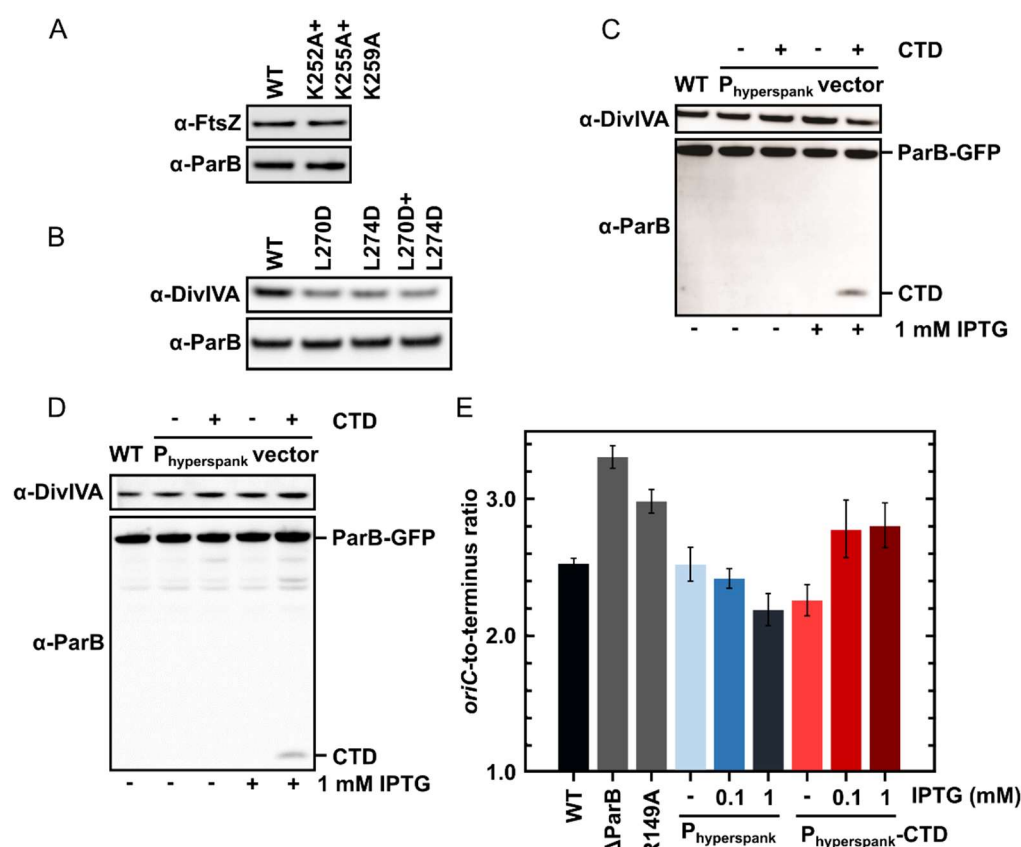 A
WT
K252A+
K255A+
K259A
α-FtsZ
α-ParB
B
WT
L270D
L274D
L270D+
L274D
α-DivIVA
α-ParB
C
- + - + CTD
WT Phyperspank vector
α-DivIVA
ParB-GFP
α-ParB
CTD
- - - + + 1 mM IPTG
D
- + - + CTD
WT Phyperspank vector
α-DivIVA
ParB-GFP
α-ParB
CTD
- - - + + 1 mM IPTG
E
oriC-to-terminus ratio
3.0
2.0
1.0
WT
ΔParB
R149A
- 0.1 1 - 0.1 1 IPTG (mM)
Phyperspank Phyperspank-CTD